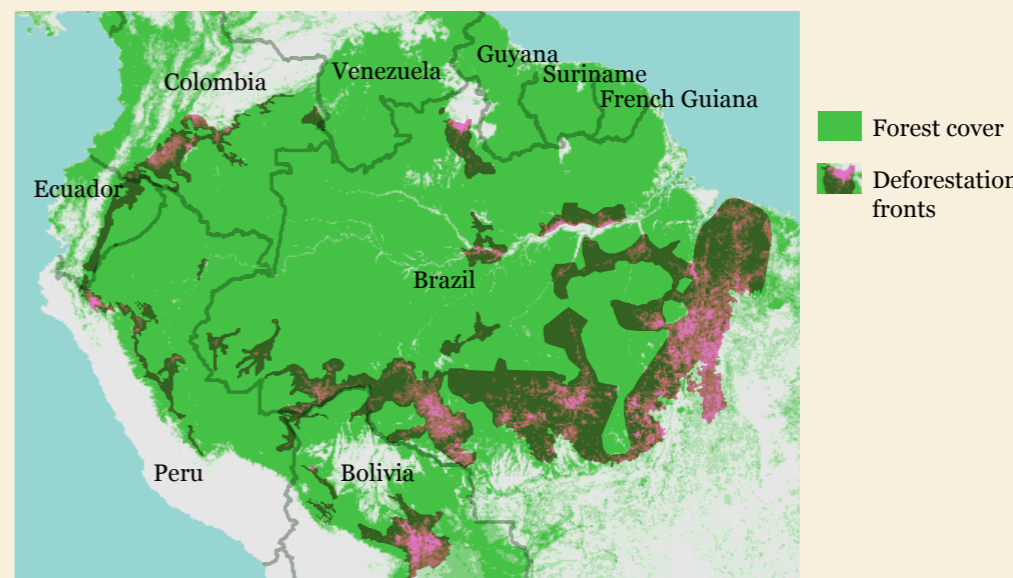 Guyana
Venezuela
Suriname
Colombia
French Guiana
Ecuador
Brazil
Peru
Bolivia
Forest cover
Deforestation
fronts